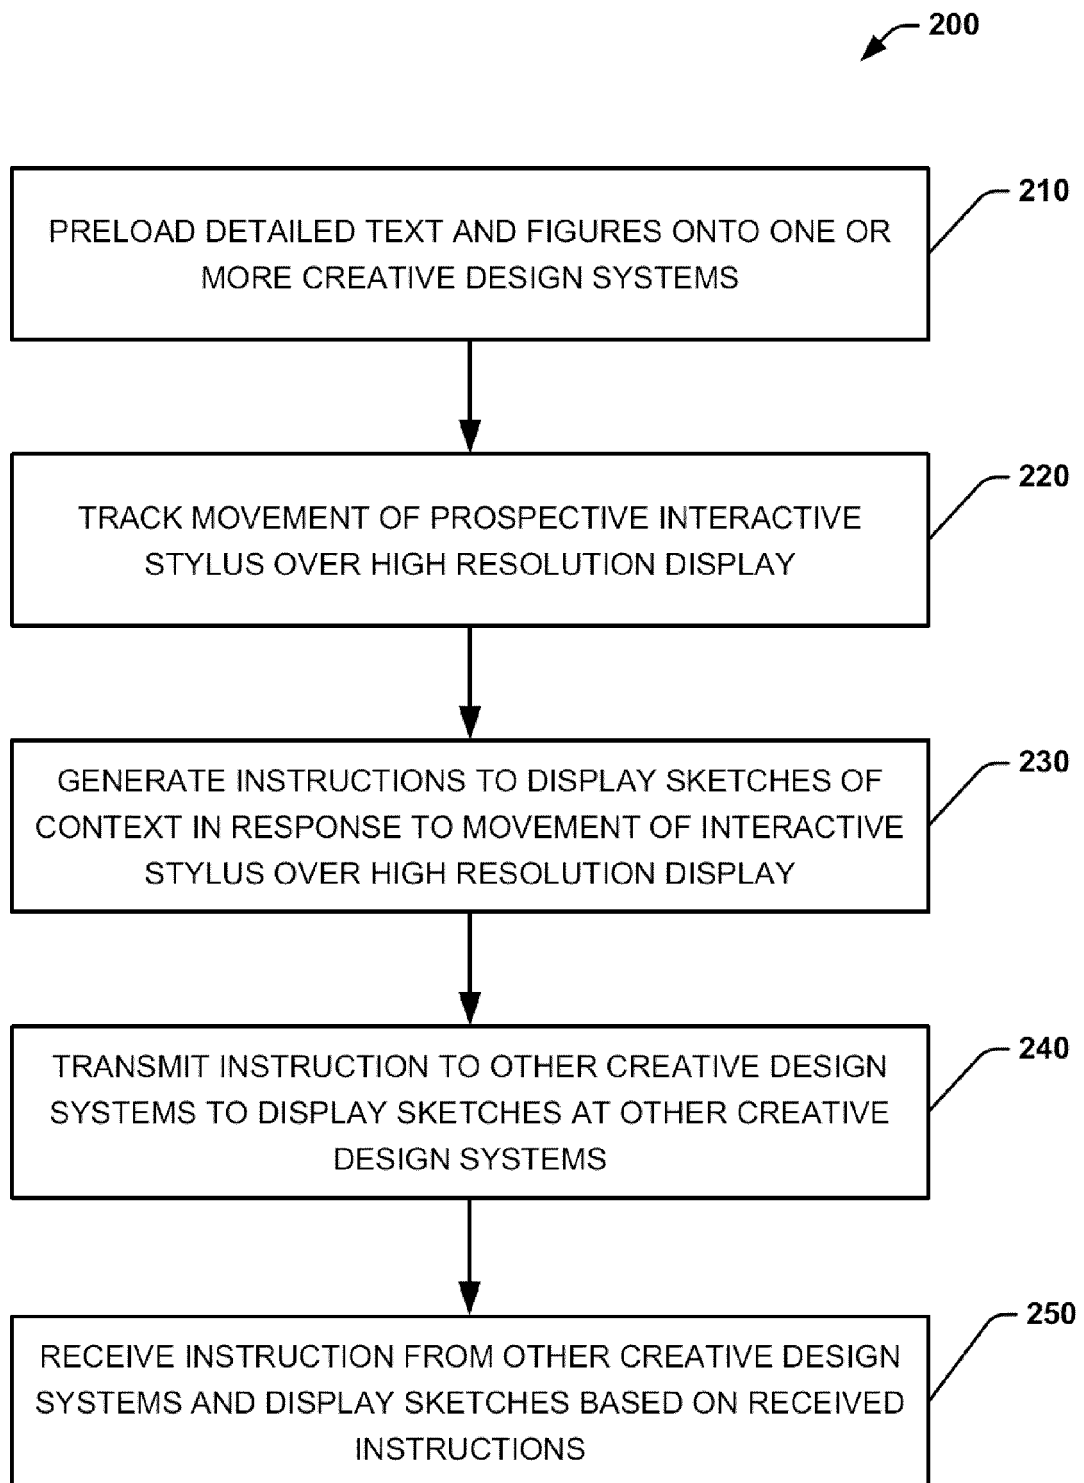 200
210
PRELOAD DETAILED TEXT AND FIGURES ONTO ONE OR
MORE CREATIVE DESIGN SYSTEMS
220
TRACK MOVEMENT OF PROSPECTIVE INTERACTIVE
STYLUS OVER HIGH RESOLUTION DISPLAY
230
GENERATE INSTRUCTIONS TO DISPLAY SKETCHES OF
CONTEXT IN RESPONSE TO MOVEMENT OF INTERACTIVE
STYLUS OVER HIGH RESOLUTION DISPLAY
240
TRANSMIT INSTRUCTION TO OTHER CREATIVE DESIGN
SYSTEMS TO DISPLAY SKETCHES AT OTHER CREATIVE
DESIGN SYSTEMS
250
RECEIVE INSTRUCTION FROM OTHER CREATIVE DESIGN
SYSTEMS AND DISPLAY SKETCHES BASED ON RECEIVED
INSTRUCTIONS